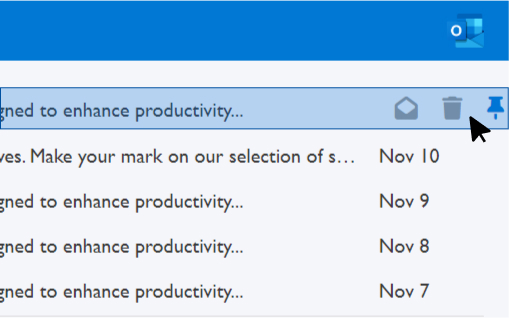 O
gned to enhance productivity...
ves. Make your mark on our selection of s... Nov 10
gned to enhance productivity... Nov 9
gned to enhance productivity... Nov 8
gned to enhance productivity... Nov 7